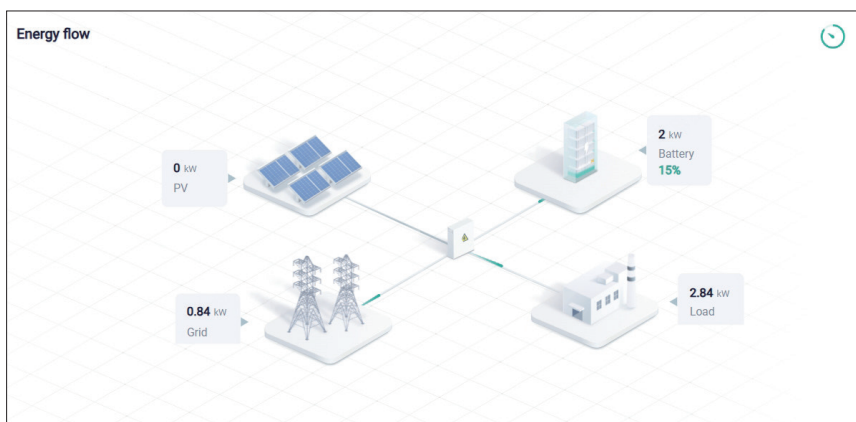 Energy flow
0 kW
PV
2 kW
Battery
15%
0.84 kW
Grid
2.84 kW
Load